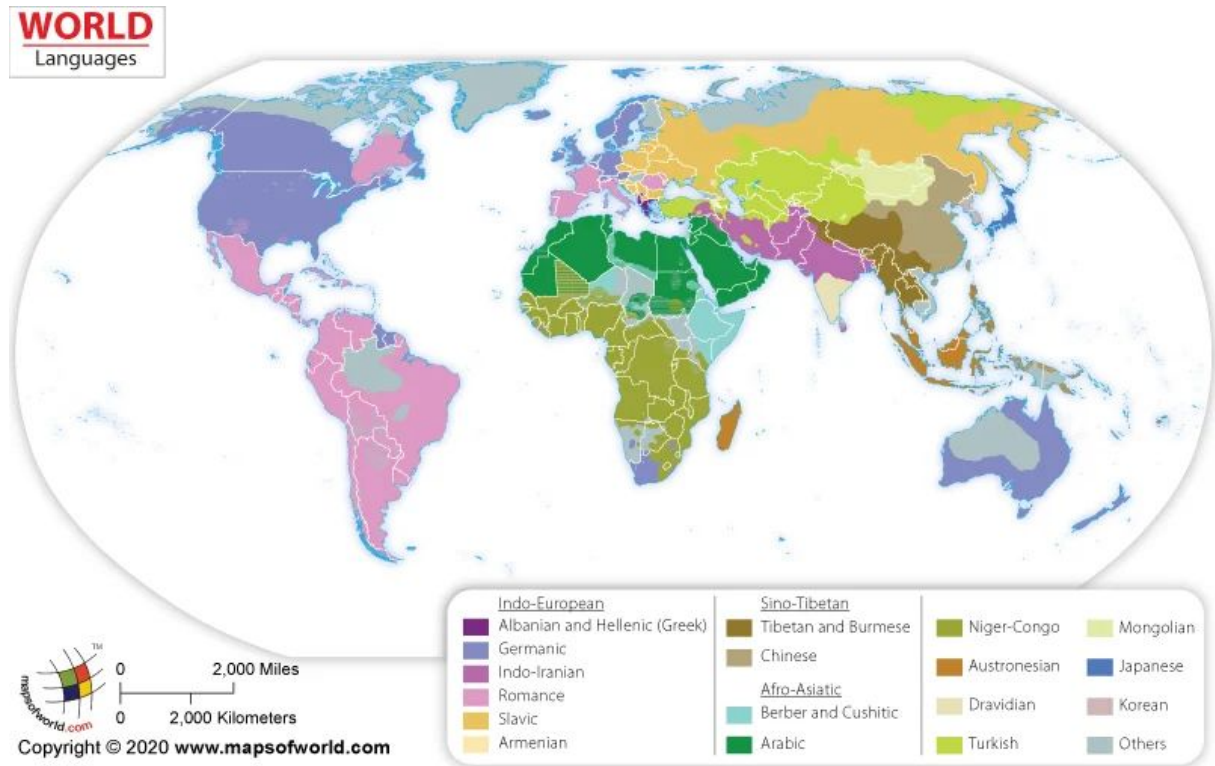 WORLD
Languages
Indo-European
Albanian and Hellenic (Greek)
Germanic
Indo-Iranian
Romance
Slavic
Armenian
Sino-Tibetan
Tibetan and Burmese
Chinese
Afro-Asiatic
Berber and Cushitic
Arabic
Niger-Congo
Austronesian
Dravidian
Turkish
Mongolian
Japanese
Korean
Others
TM
mapsofworld.com
0 2,000 Miles
0 2,000 Kilometers
Copyright © 2020 www.mapsofworld.com